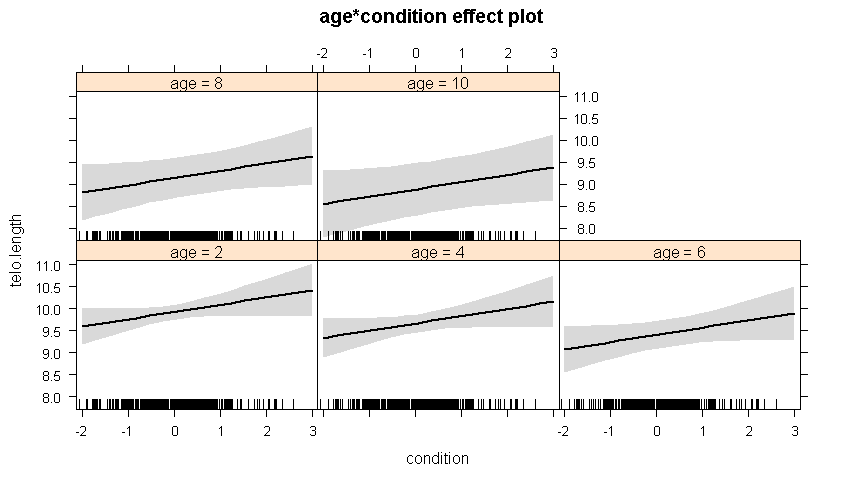 age*condition effect plot
-2 -1 0 1 2 3
age = 8 age = 10
11.0
10.5
10.0
9.5
9.0
8.5
8.0
age = 2 age = 4 age = 6
telo.length
11.0
10.5
10.0
9.5
9.0
8.5
8.0
-2 -1 0 1 2 3 -2 -1 0 1 2 3
condition